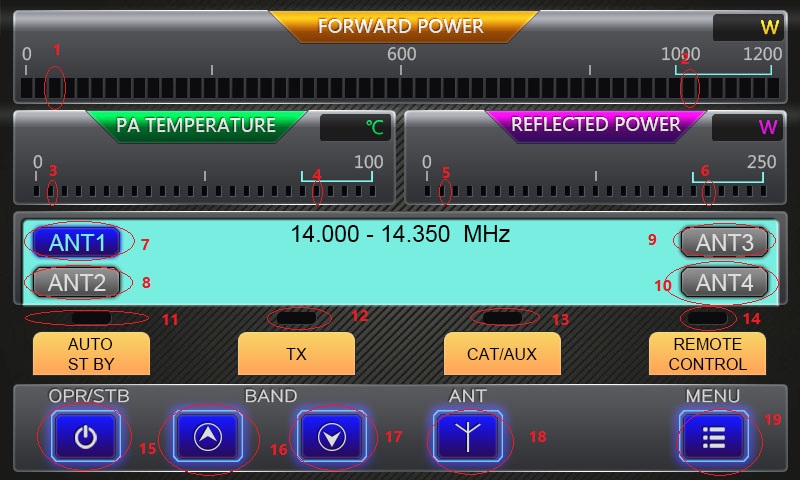 FORWARD POWER
W
0
600
1000
1200
1
2
PA TEMPERATURE
℃
REFLECTED POWER
W
0
100
0
250
3
4
5
6
ANT1
7
14.000 - 14.350 MHz
9
ANT3
ANT2
8
10
ANT4
11
12
13
14
AUTO
ST BY
TX
CAT/AUX
REMOTE
CONTROL
OPR/STB
BAND
ANT
MENU
15
16
17
18
19